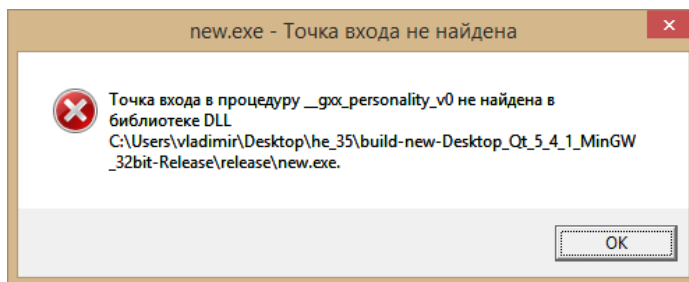 new.exe - Точка входа не найдена
Точка входа в процедуру __gxx_personality_v0 не найдена в
библиотеке DLL
C:\Users\vladimir\Desktop\he_35\build-new-Desktop_Qt_5_4_1_MinGW
_32bit-Release\release\new.exe.
OK